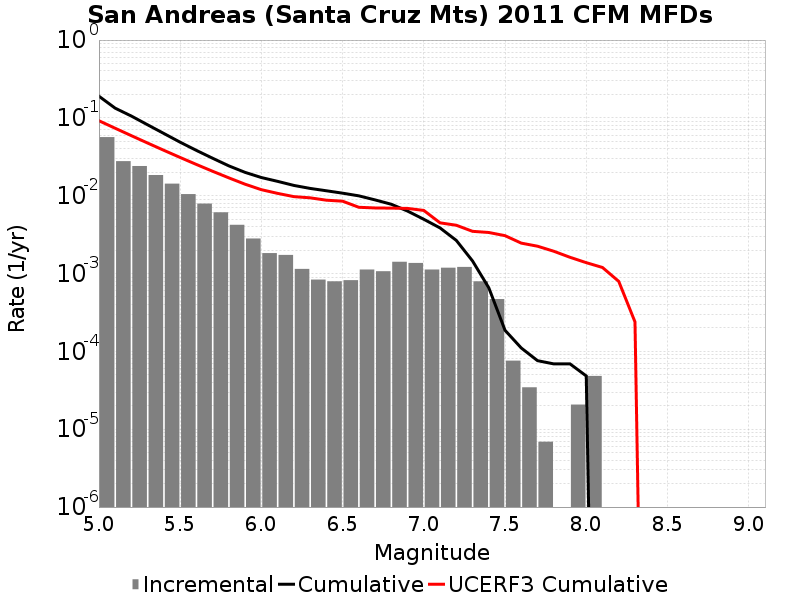 San Andreas (Santa Cruz Mts) 2011 CFM MFDs
10^0
10^-1
10^-2
10^-3
10^-4
10^-5
10^-6
Rate (1/yr)
5.0 5.5 6.0 6.5 7.0 7.5 8.0 8.5 9.0
Magnitude
Incremental Cumulative UCERF3 Cumulative